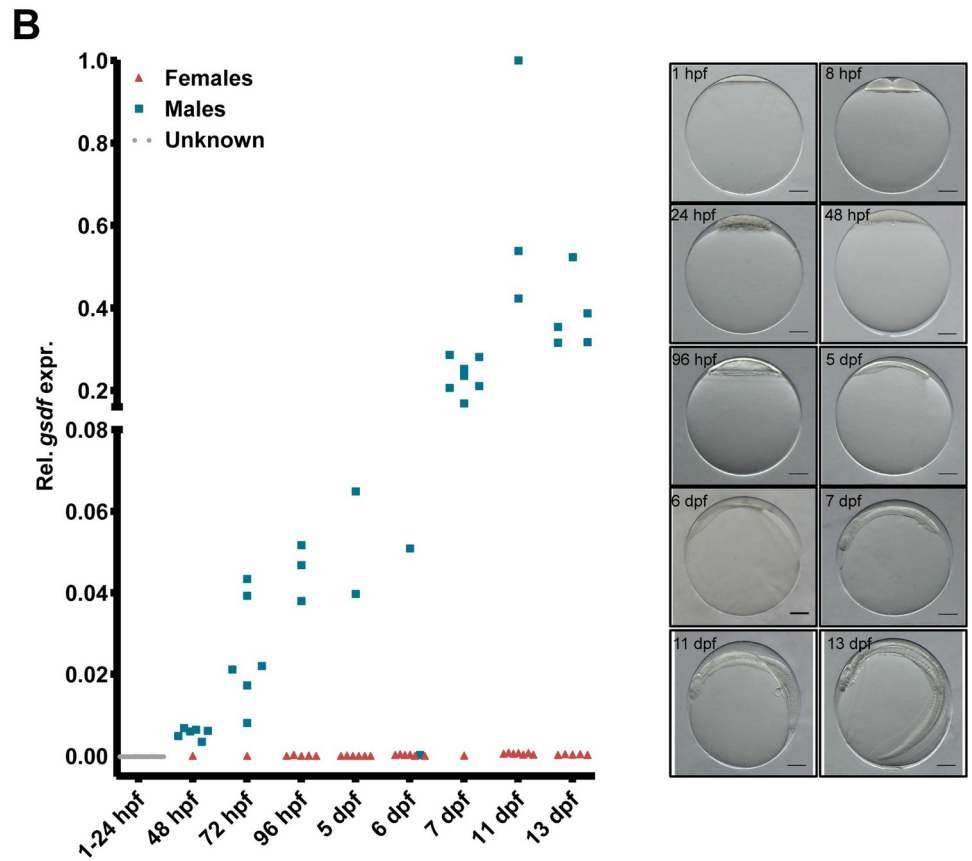 B
1.0
0.8
0.6
0.4
0.2
0.08
0.06
0.04
0.02
0.00
Rel. gsdf expr.
Females
Males
Unknown
1-24 hpf
48 hpf
72 hpf
96 hpf
5 dpf
6 dpf
7 dpf
11 dpf
13 dpf
1 hpf
8 hpf
24 hpf
48 hpf
96 hpf
5 dpf
6 dpf
7 dpf
11 dpf
13 dpf